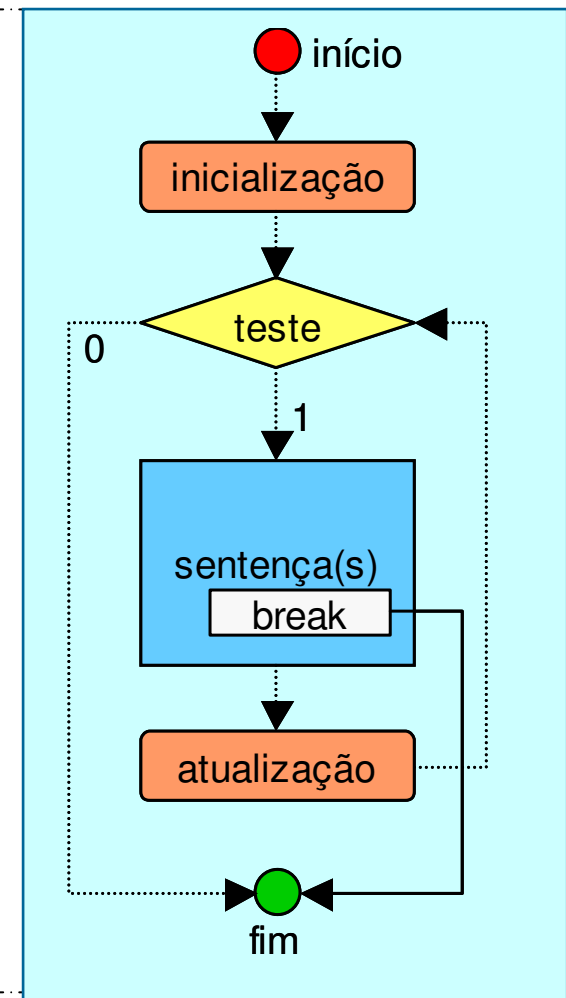 início
inicialização
teste
0
1
sentença(s)
break
atualização
fim